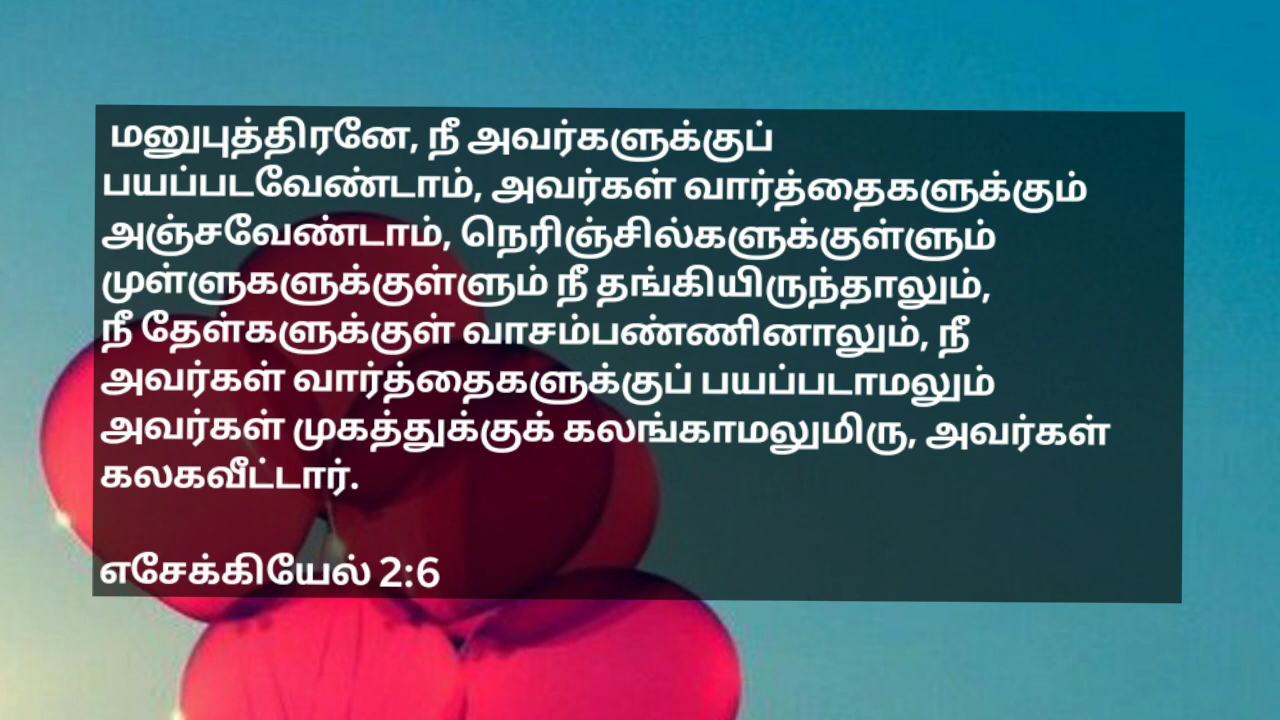 மனுபுத்திரனே, நீ அவர்களுக்குப்
பயப்படவேண்டாம், அவர்கள் வார்த்தைகளுக்கும்
அஞ்சவேண்டாம், நெரிஞ்சில்களுக்குள்ளும்
முள்ளுகளுக்குள்ளும் நீ தங்கியிருந்தாலும்,
நீ தேள்களுக்குள் வாசம்பண்ணினாலும், நீ
அவர்கள் வார்த்தைகளுக்குப் பயப்படாமலும்
அவர்கள் முகத்துக்குக் கலங்காமலுமிரு, அவர்கள்
கலகவீட்டார்.
எசேக்கியேல் 2:6